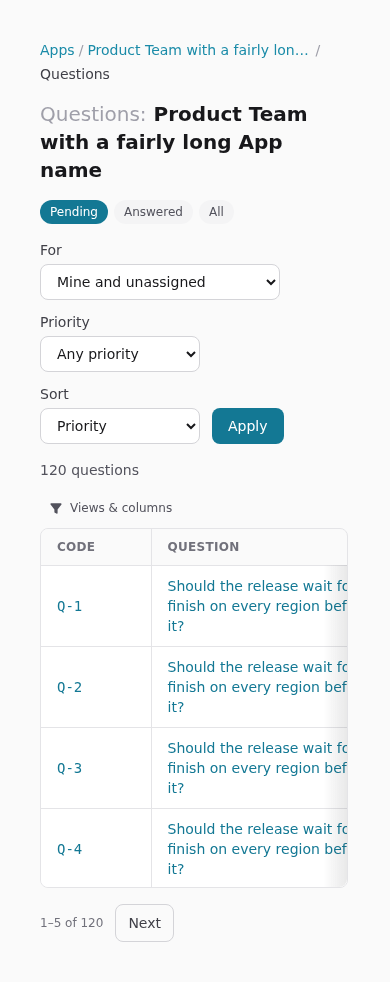 Apps / Product Team with a fairly lon… /
Questions
Questions: Product Team
with a fairly long App
name
Pending Answered All
For
Mine and unassigned
Priority
Any priority
Sort
Priority Apply
120 questions
Views & columns
CODE QUESTION
Q-1
Should the release wait fo
finish on every region bef
it?
Q-2
Should the release wait fo
finish on every region bef
it?
Q-3
Should the release wait fo
finish on every region bef
it?
Q-4
Should the release wait fo
finish on every region bef
it?
1–5 of 120 Next